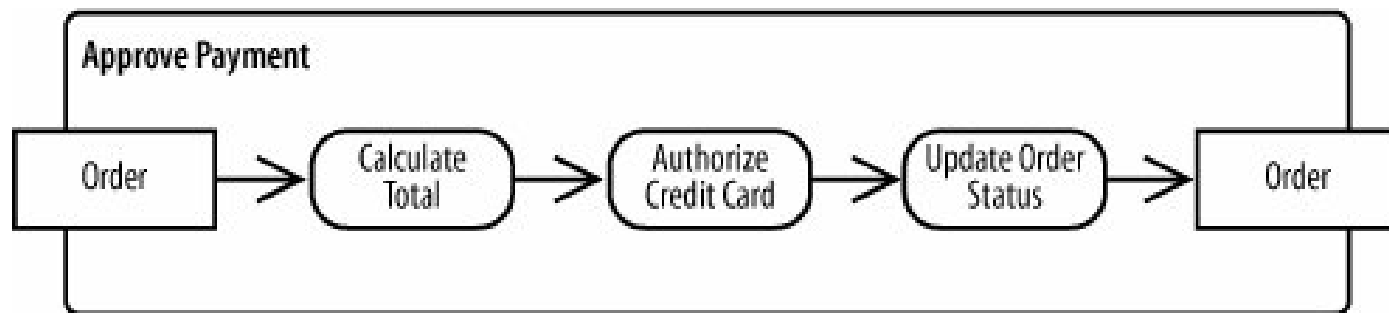 Approve Payment
Order
Calculate
Total
Authorize
Credit Card
Update Order
Status
Order